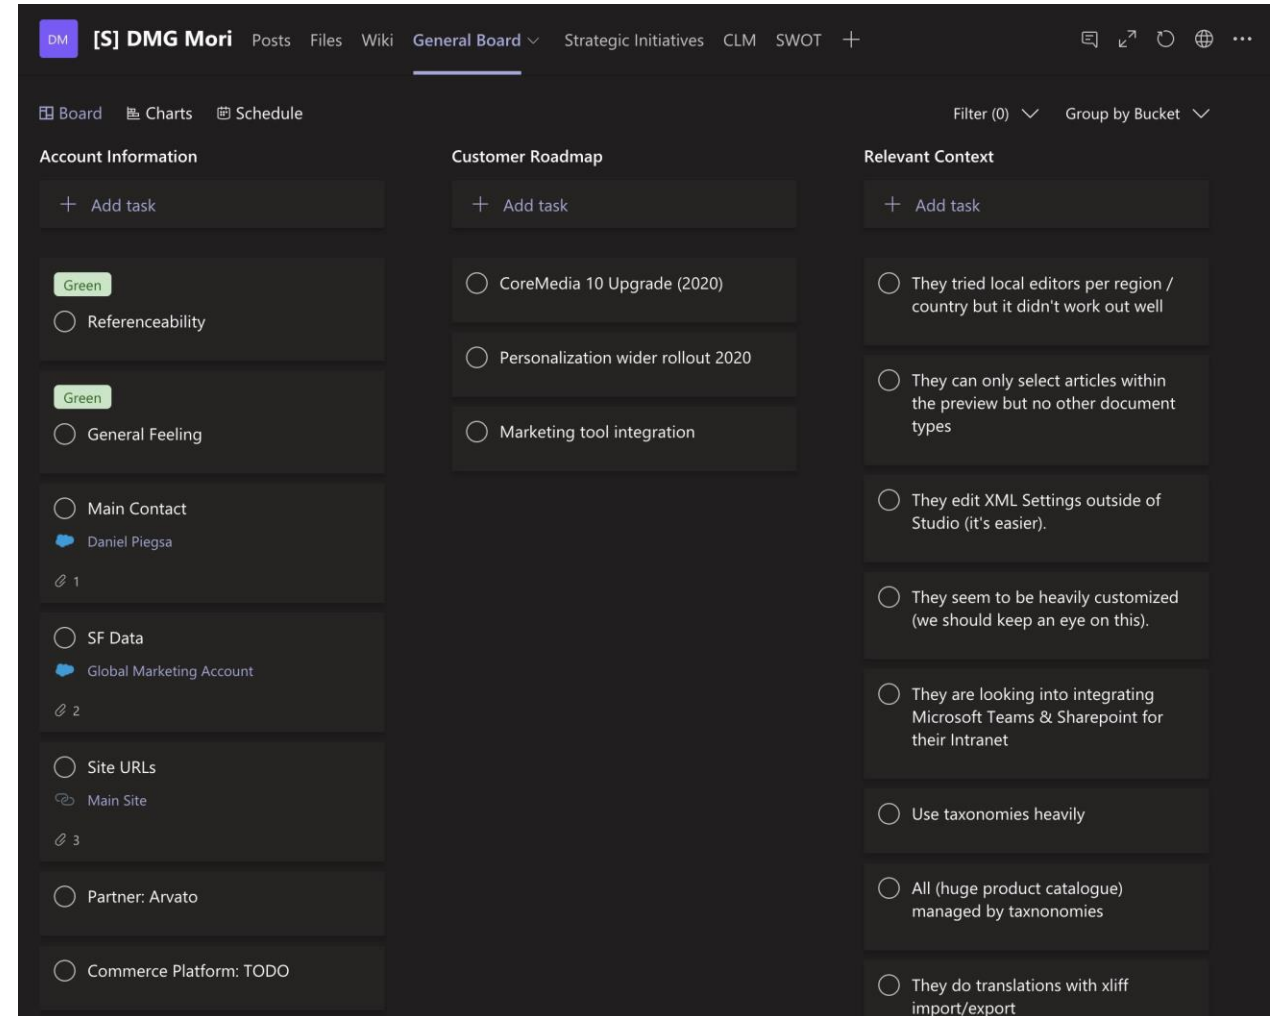 DM
[S] DMG Mori Posts Files Wiki General Board Strategic Initiatives CLM SWOT
Board Charts Schedule
Filter (0) Group by Bucket
Account Information
Add task
Green
Referenceability
Green
General Feeling
Main Contact
Daniel Piegsa
1
SF Data
Global Marketing Account
2
Site URLs
Main Site
3
Partner: Arvato
Commerce Platform: TODO
Customer Roadmap
Add task
CoreMedia 10 Upgrade (2020)
Personalization wider rollout 2020
Marketing tool integration
Relevant Context
Add task
They tried local editors per region /
country but it didn't work out well
They can only select articles within
the preview but no other document
types
They edit XML Settings outside of
Studio (it's easier).
They seem to be heavily customized
(we should keep an eye on this).
They are looking into integrating
Microsoft Teams & Sharepoint for
their Intranet
Use taxonomies heavily
All (huge product catalogue)
managed by taxnonomies
They do translations with xliff
import/export